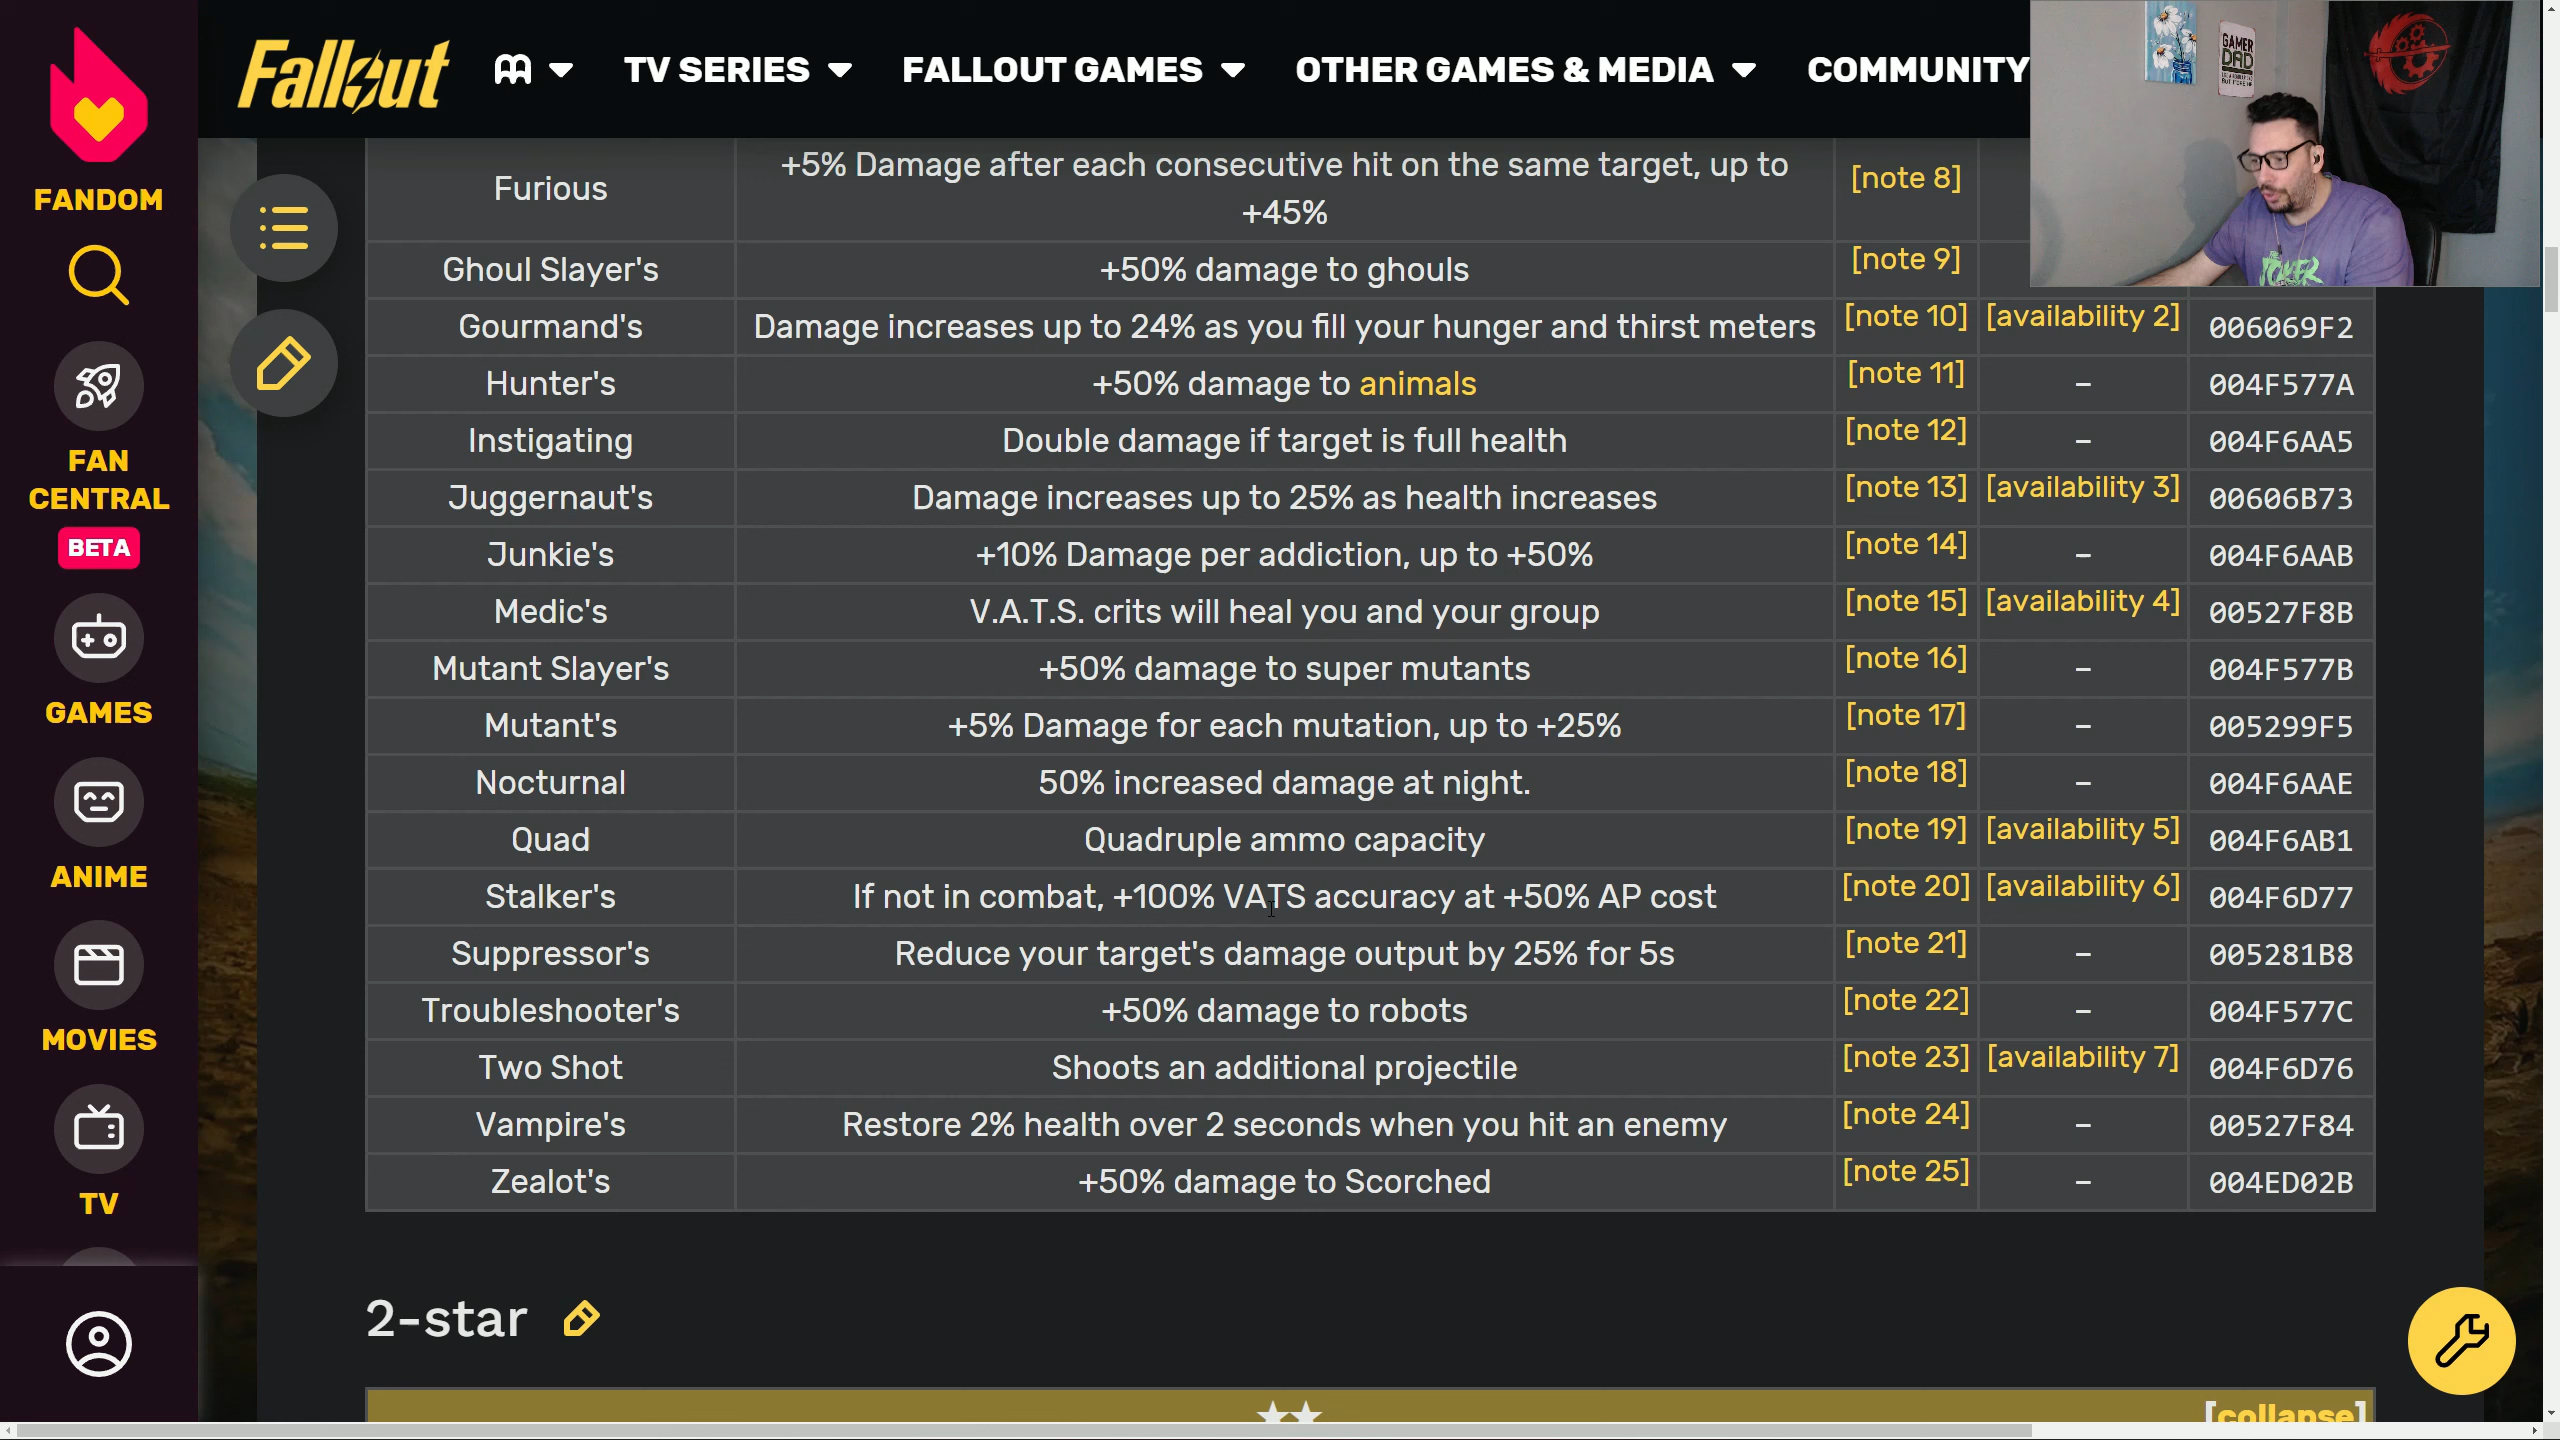 Fallout
TV SERIES
FALLOUT GAMES
OTHER GAMES & MEDIA
COMMUNITY
GAMER
DAD
FANDOM
FAN
CENTRAL
BETA
GAMES
ANIME
MOVIES
TV
Furious +5% Damage after each consecutive hit on the same target, up to [note 8]
+45%
Ghoul Slayer's +50% damage to ghouls [note 9]
Gourmand's Damage increases up to 24% as you fill your hunger and thirst meters [note 10] [availability 2] 006069F2
Hunter's +50% damage to animals [note 11] – 004F577A
Instigating Double damage if target is full health [note 12] – 004F6AA5
Juggernaut's Damage increases up to 25% as health increases [note 13] [availability 3] 00606B73
Junkie's +10% Damage per addiction, up to +50% [note 14] – 004F6AAB
Medic's V.A.T.S. crits will heal you and your group [note 15] [availability 4] 00527F8B
Mutant Slayer's +50% damage to super mutants [note 16] – 004F577B
Mutant's +5% Damage for each mutation, up to +25% [note 17] – 005299F5
Nocturnal 50% increased damage at night. [note 18] – 004F6AAE
Quad Quadruple ammo capacity [note 19] [availability 5] 004F6AB1
Stalker's If not in combat, +100% VATS accuracy at +50% AP cost [note 20] [availability 6] 004F6D77
Suppressor's Reduce your target's damage output by 25% for 5s [note 21] – 005281B8
Troubleshooter's +50% damage to robots [note 22] – 004F577C
Two Shot Shoots an additional projectile [note 23] [availability 7] 004F6D76
Vampire's Restore 2% health over 2 seconds when you hit an enemy [note 24] – 00527F84
Zealot's +50% damage to Scorched [note 25] – 004ED02B
2-star
★★ [collapse]